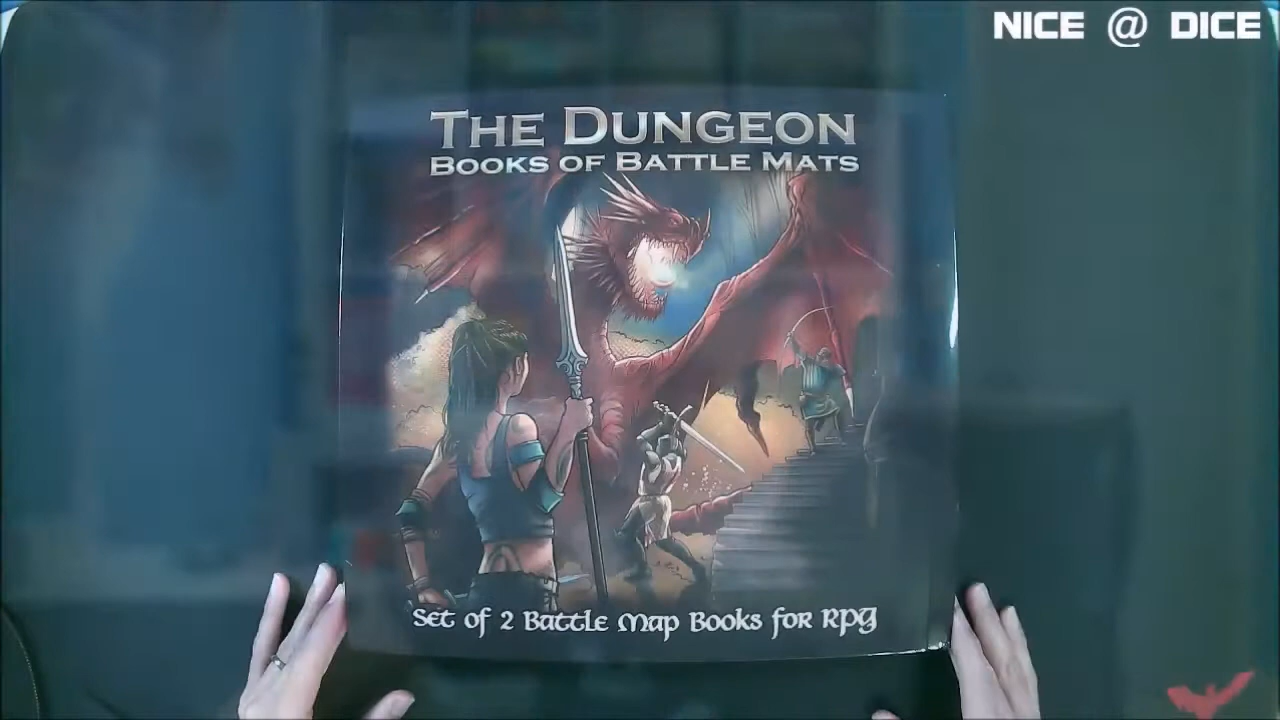 NICE @ DICE
THE DUNGEON
BOOKS OF BATTLE MATS
Set of 2 Battle Map Books for RPG